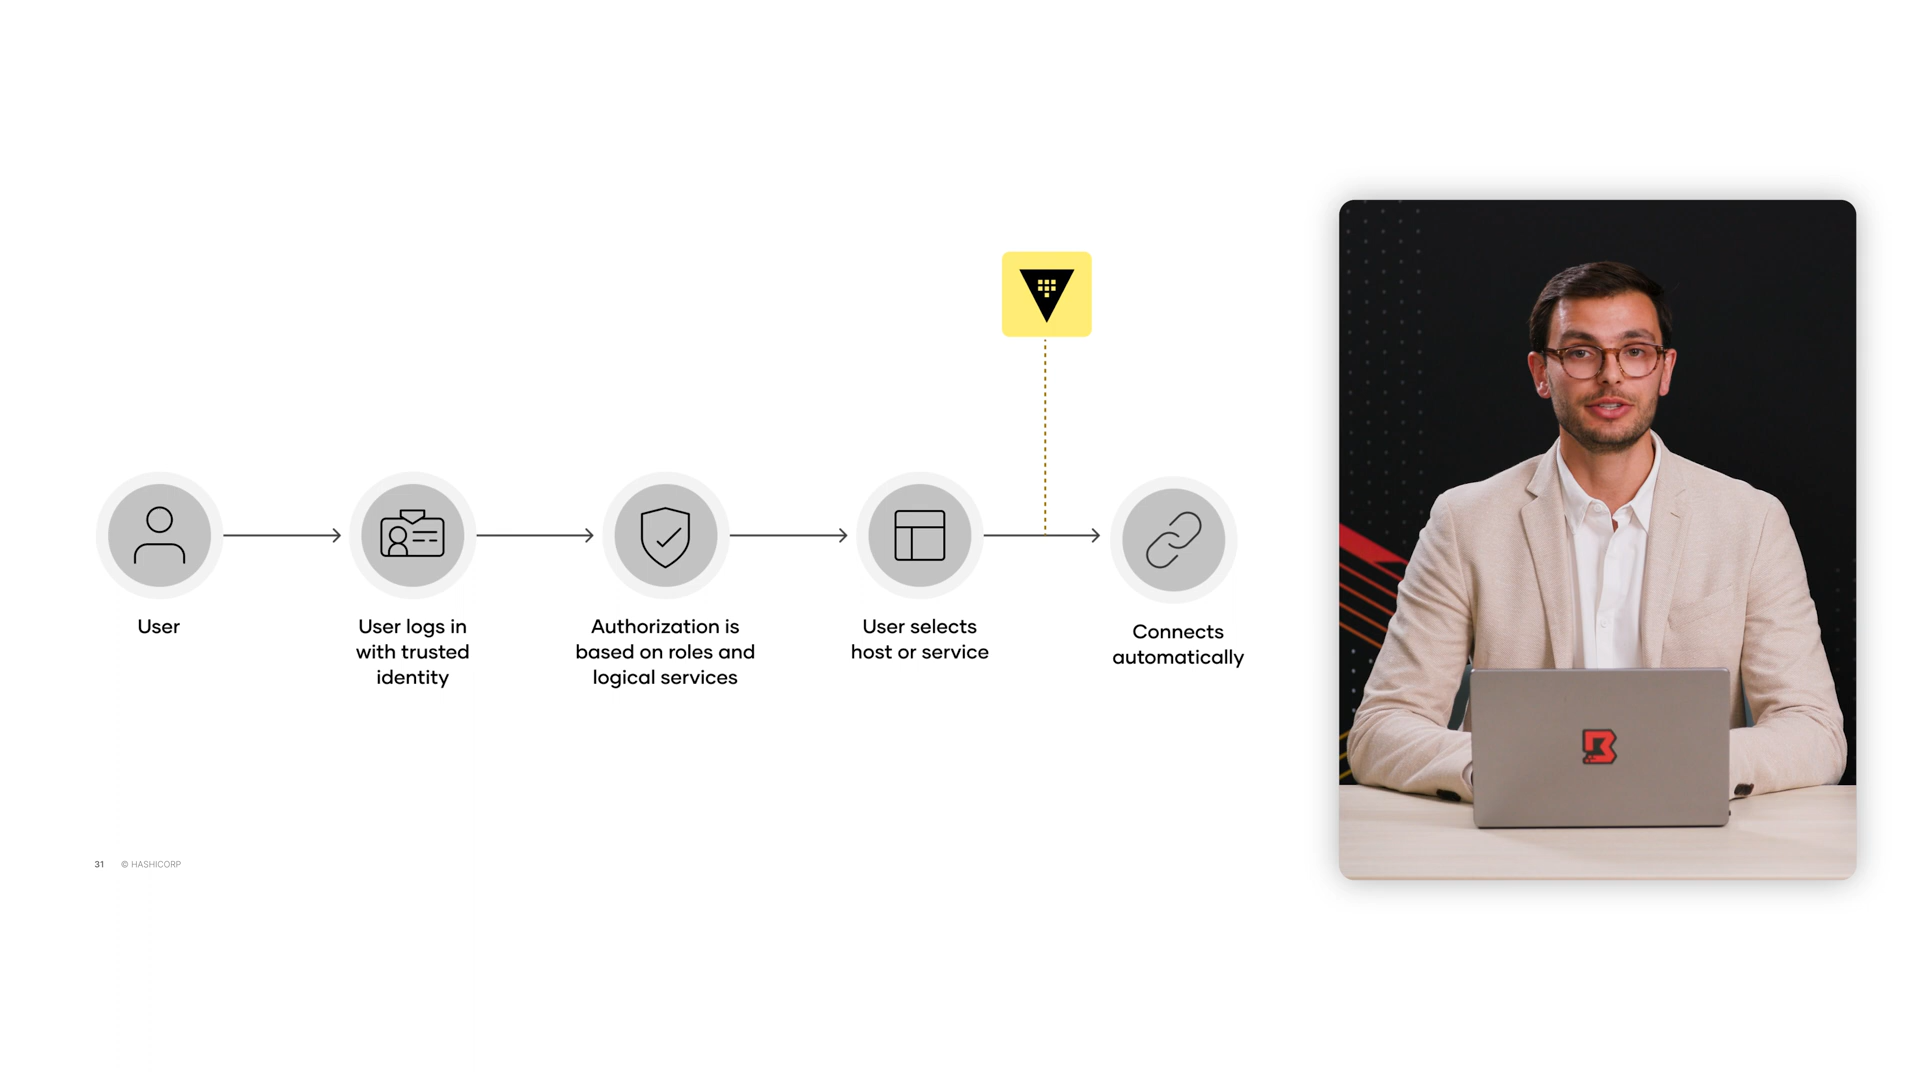 User
User logs in
with trusted
identity
Authorization is
based on roles and
logical services
User selects
host or service
Connects
automatically
31 © HASHICORP